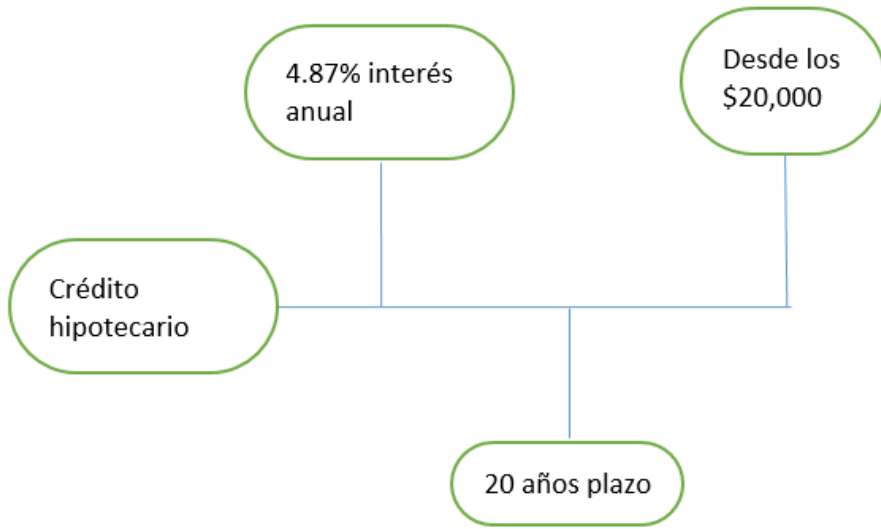 4.87% interés
anual
Desde los
$20,000
Crédito
hipotecario
20 años plazo